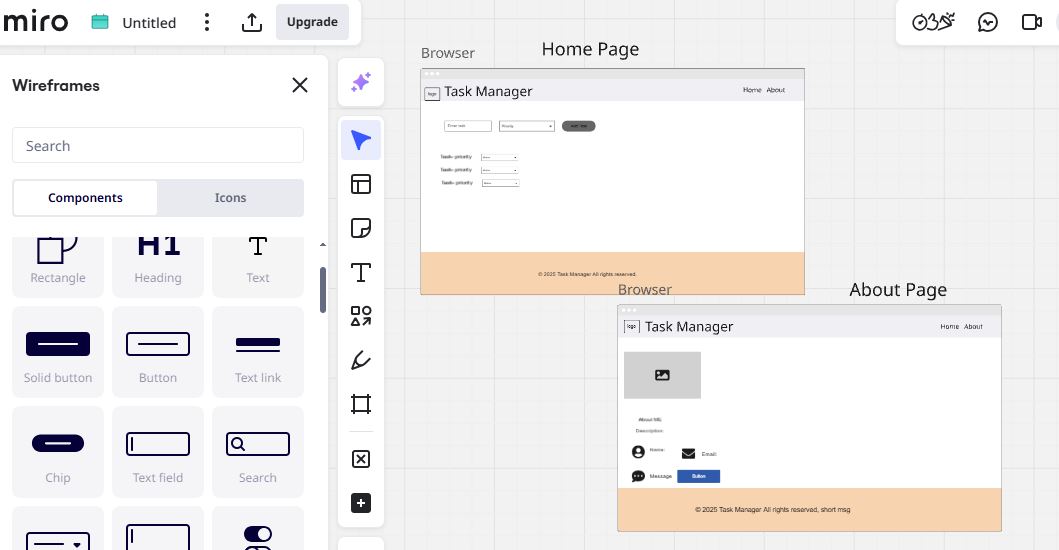 miro
Untitled
Upgrade
Wireframes
Search
Components
Icons
Rectangle
H1
Heading
T
Text
Solid button
Button
Text link
Chip
Text field
Search
Browser
Home Page
logo
Task Manager
Home About
Enter task
Priority
Task- priority
Task- priority
Task- priority
© 2025 Task Manager All rights reserved.
Browser
About Page
logo
Task Manager
Home About
About ME
Description:
Name:
Email:
Message
Button
© 2025 Task Manager All rights reserved, short msg